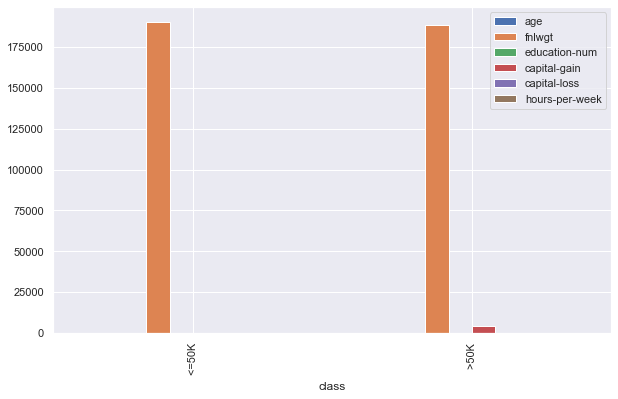 age
fnlwgt
education-num
capital-gain
capital-loss
hours-per-week
175000
150000
125000
100000
75000
50000
25000
0
<=50K
>50K
class